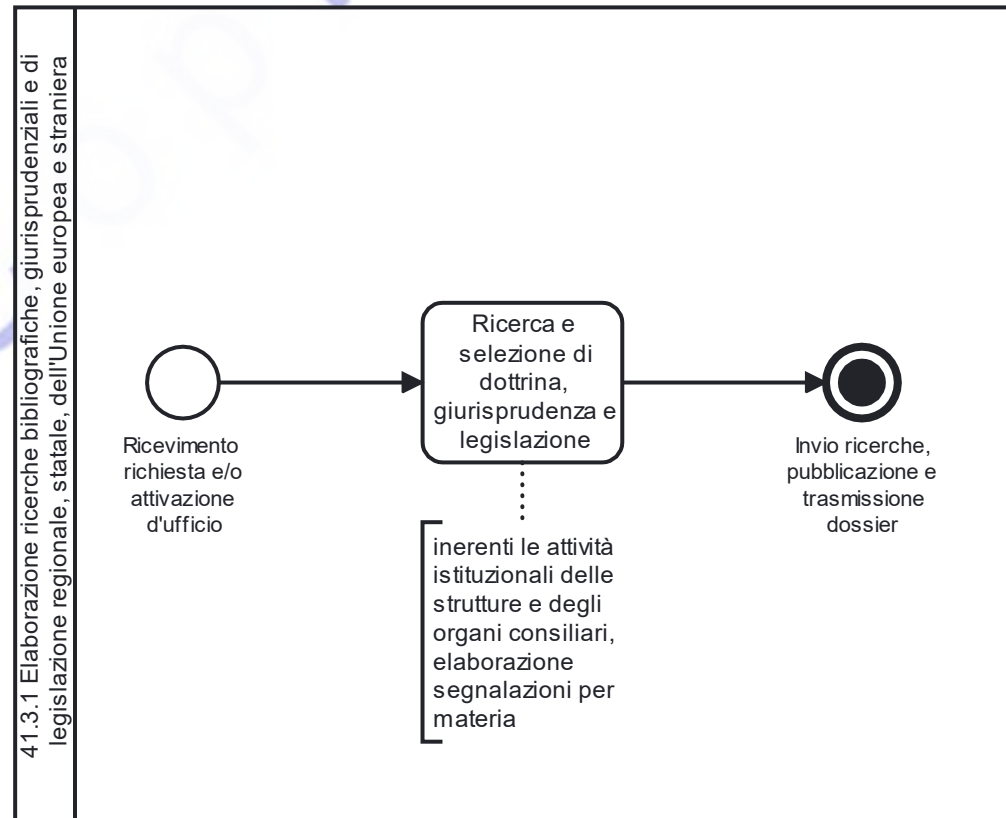 41.3.1 Elaborazione ricerche bibliografiche, giurisprudenziali e di
legislazione regionale, statale, dell'Unione europea e straniera
Ricevimento
richiesta e/o
attivazione
d'ufficio
Ricerca e
selezione di
dottrina,
giurisprudenza e
legislazione
inerenti le attività
istituzionali delle
strutture e degli
organi consiliari,
elaborazione
segnalazioni per
materia
Invio ricerche,
pubblicazione e
trasmissione
dossier